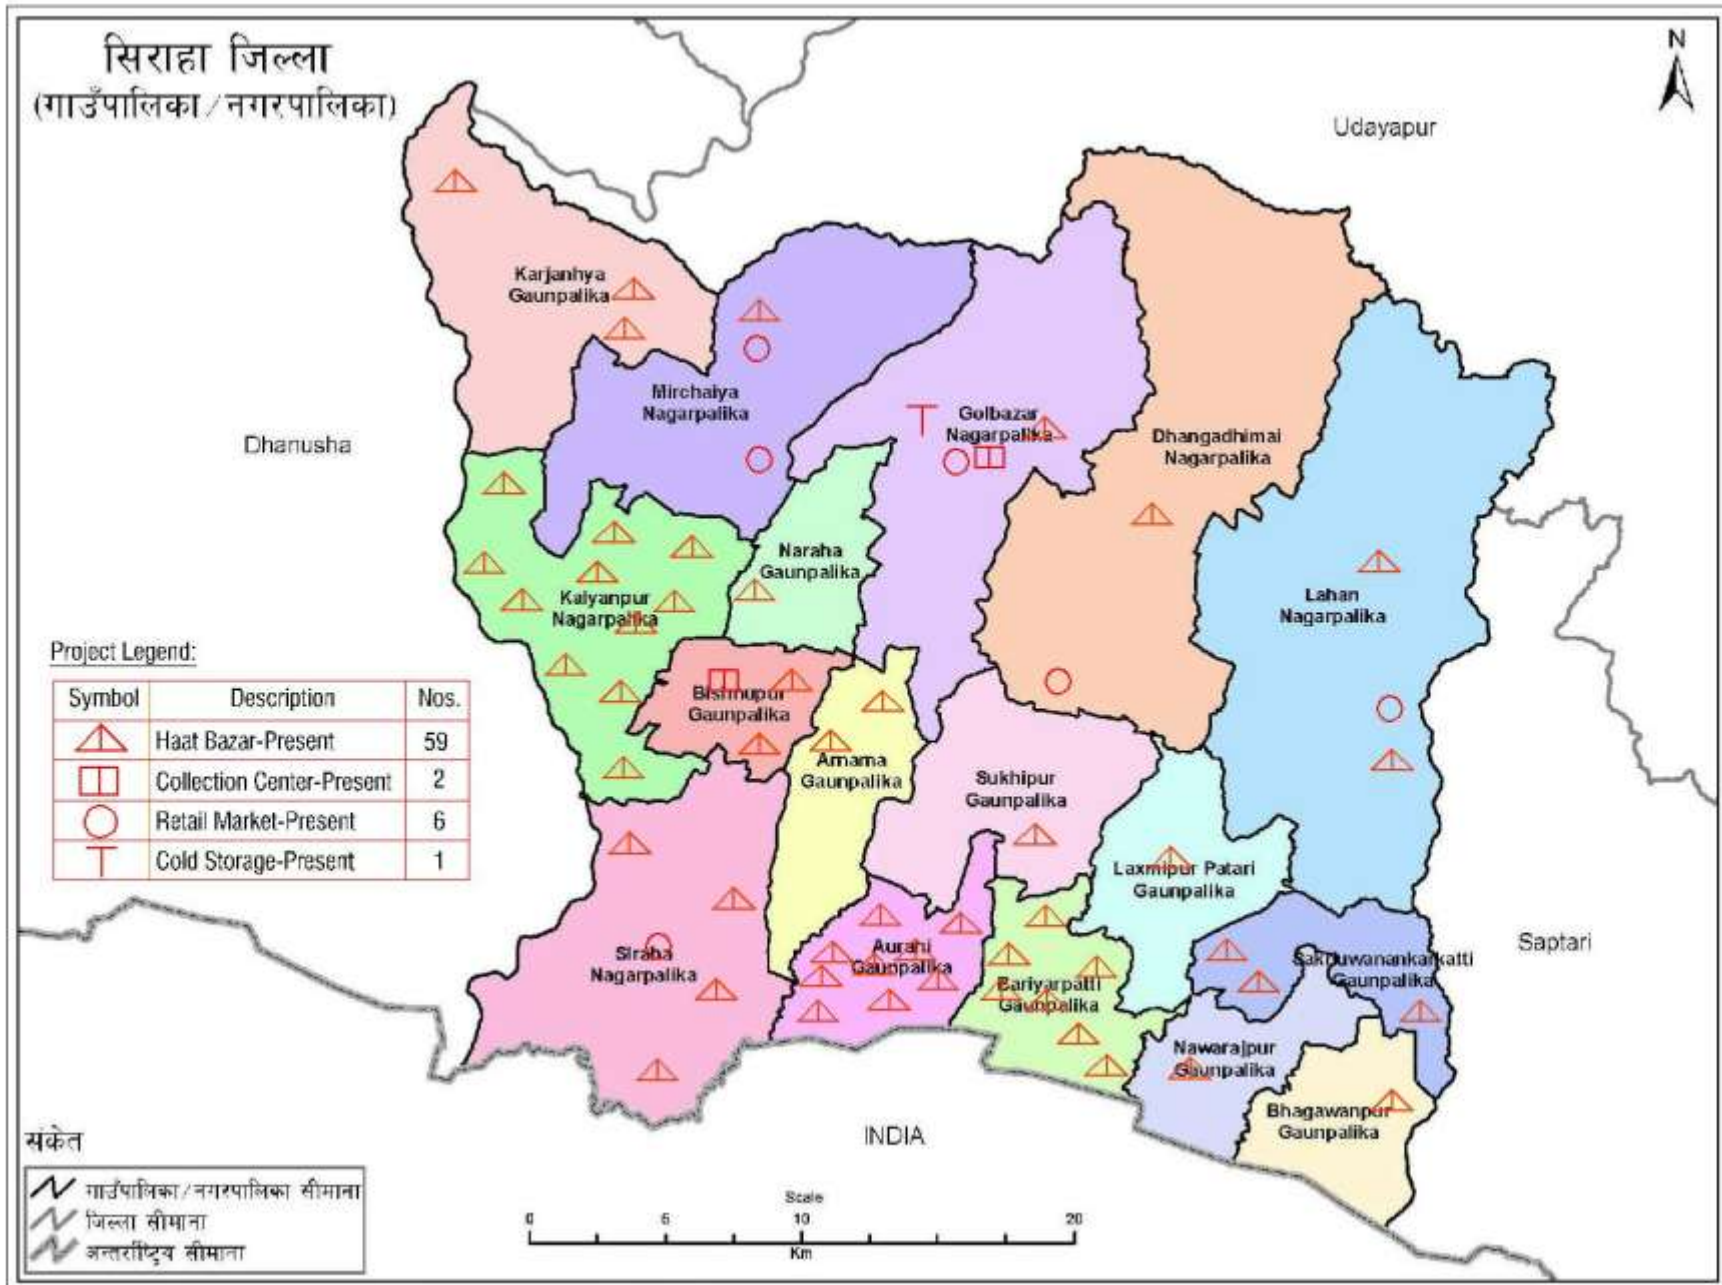 सिराहा जिल्ला
(गाउँपालिका/नगरपालिका)
N
Udayapur
Karjanhya
Gaunpalika
Mirchaiya
Nagarpalika
Golbazar
Nagarpalika
Dhangadhimai
Nagarpalika
Dhanusha
Naraha
Gaunpalika
Kalyanpur
Nagarpalika
Lahan
Nagarpalika
Project Legend:
Symbol Description Nos.
Haat Bazar-Present 59
Collection Center-Present 2
Retail Market-Present 6
Cold Storage-Present 1
Bishnupur
Gaunpalika
Arnama
Gaunpalika
Sukhipur
Gaunpalika
Laxmipur Patari
Gaunpalika
Siraha
Nagarpalika
Aurahi
Gaunpalika
Bariyarpatti
Gaunpalika
Sakhuwanankarkatti
Gaunpalika
Saptari
Nawarajpur
Gaunpalika
Bhagawanpur
Gaunpalika
INDIA
संकेत
गाउँपालिका/नगरपालिका सीमाना
जिल्ला सीमाना
अन्तर्राष्ट्रिय सीमाना
Scale
0 5 10 20
Km